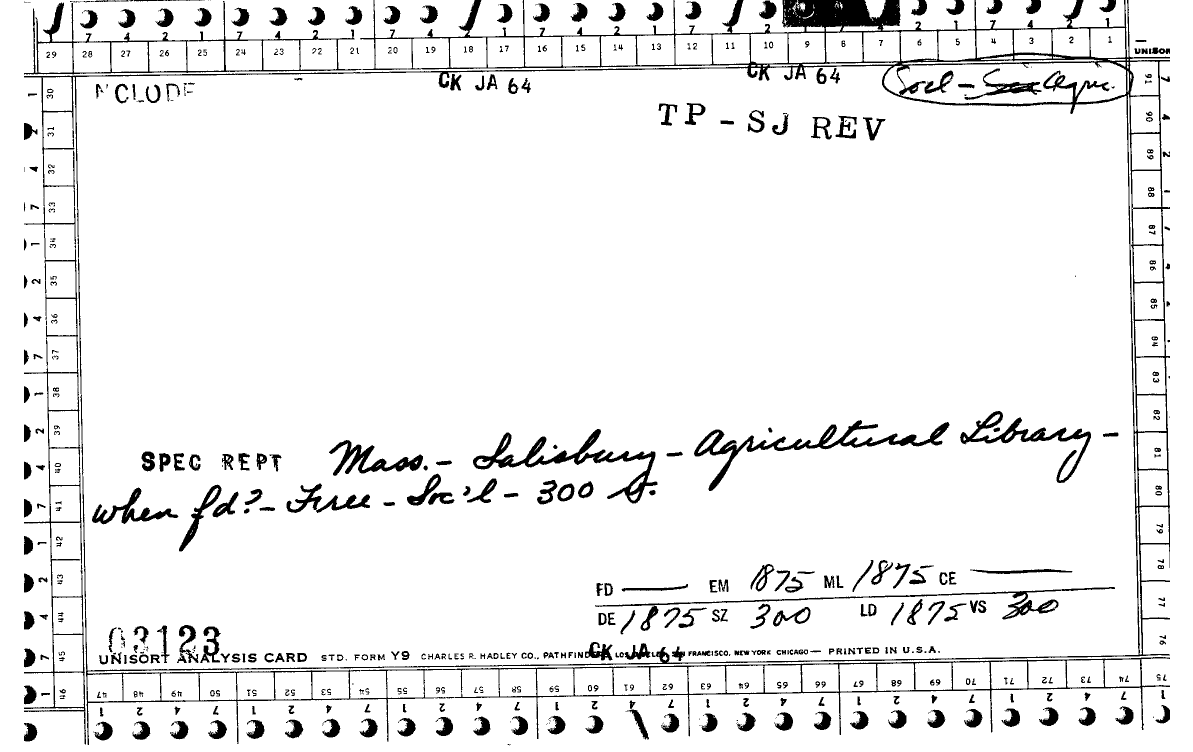 7 4 2 1 7 4 2 1 7 4 2 1 7 4 2 1 7 4 2 1
29 28 27 26 25 24 23 22 21 20 19 18 17 16 15 14 13 12 11 10 9 8 7 6 5 4 3 2 1 UNISOR
CK JA 64 CK JA 64 Socl - Agric.
NCLUDE
TP - SJ REV
30 31 32 33 34 35 36 37 38 39 40 41 42 43 44 45 46
91 90 89 88 87 86 85 84 83 82 81 80 79 78 77 76 75
SPEC REPT Mass. - Salisbury - Agricultural Library -
when fd? - Free - Soc'l - 300 v.
FD — EM 1875 ML 1875 CE —
DE 1875 SZ 300 LD 1875 VS 300
03123
CK JA 64
UNISORT ANALYSIS CARD STD. FORM Y9 CHARLES R. HADLEY CO., PATHFINDERS, LOS ANGELES, SAN FRANCISCO, NEW YORK CHICAGO — PRINTED IN U.S.A.
47 48 49 50 51 52 53 54 55 56 57 58 59 60 61 62 63 64 65 66 67 68 69 70 71 72 73 74
1 2 4 7 1 2 4 7 1 2 4 7 1 2 4 7 1 2 4 7 1 2 4 7 1 2 4 7